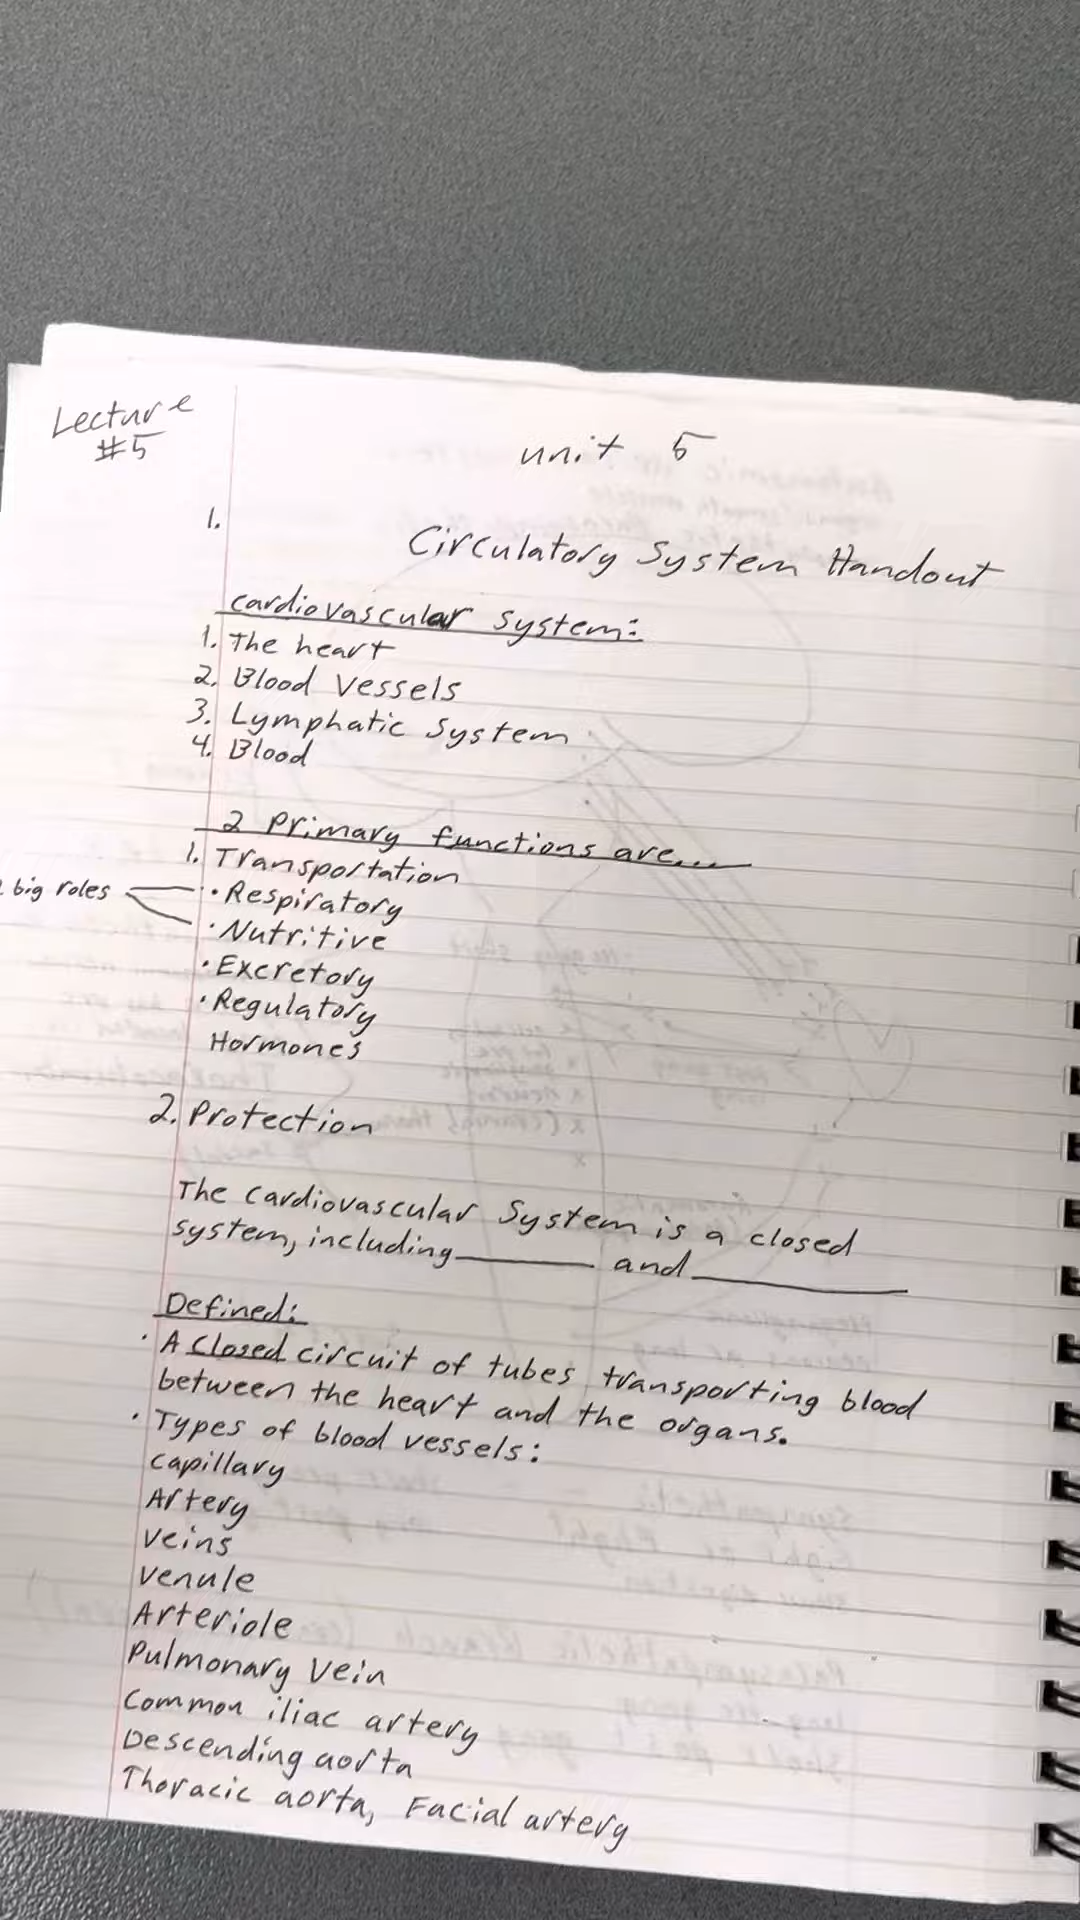 Lecture
#5
unit 5
1.
Circulatory System Handout
cardiovascular System:
1. The heart
2. Blood Vessels
3. Lymphatic System
4. Blood
2 Primary functions are....
1. Transportation
big roles
• Respiratory
• Nutritive
• Excretory
• Regulatory
Hormones
2. Protection
The Cardiovascular System is a closed
system, including ______ and ______
Defined:
• A Closed circuit of tubes transporting blood
between the heart and the organs.
• Types of blood vessels:
Capillary
Artery
veins
venule
Arteriole
Pulmonary Vein
Common iliac artery
Descending aorta
Thoracic aorta, Facial artery